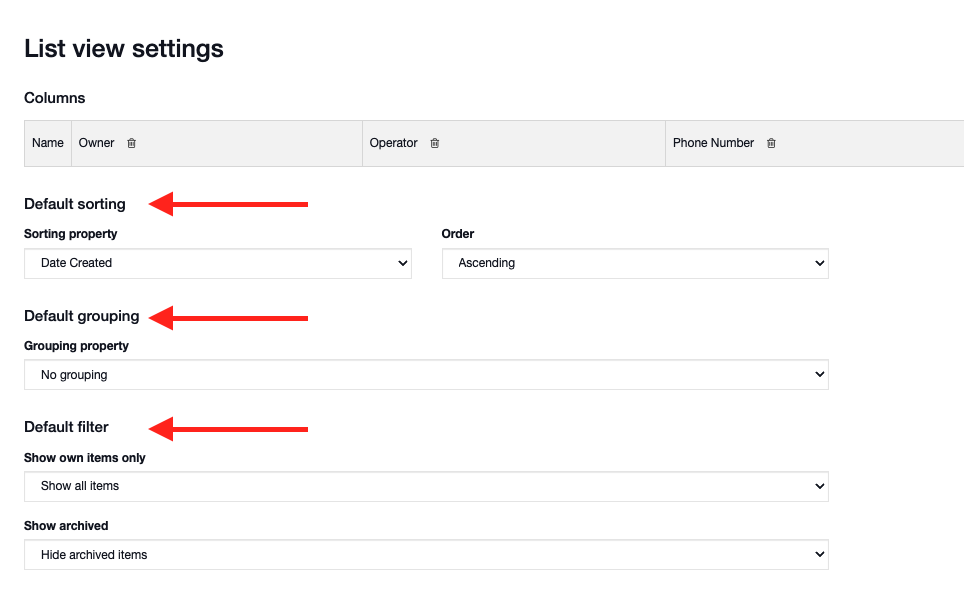 List view settings
Columns
Name Owner Operator Phone Number
Default sorting
Sorting property Order
Date Created Ascending
Default grouping
Grouping property
No grouping
Default filter
Show own items only
Show all items
Show archived
Hide archived items